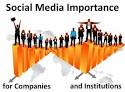 Social Media Importance
for Companies
and Institutions